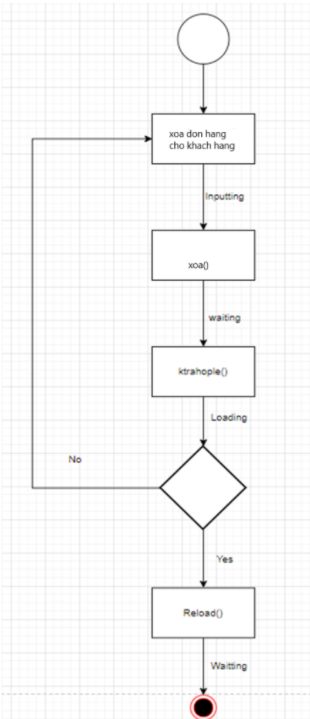 xoa don hang
cho khach hang
Inputting
xoa()
waiting
ktrahople()
Loading
No
Yes
Reload()
Waitting